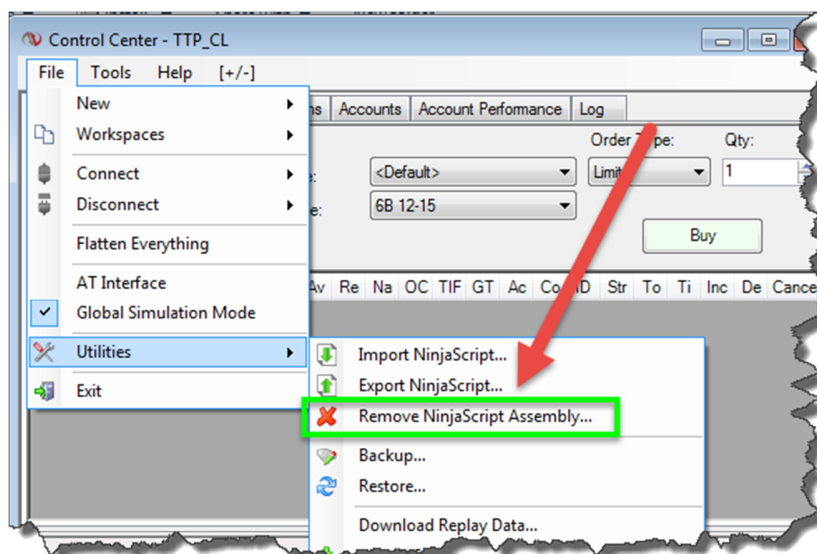 Control Center - TTP_CL
File Tools Help [+/-]
New
Workspaces
Connect
Disconnect
Flatten Everything
AT Interface
Global Simulation Mode
Utilities
Exit
Accounts Account Performance Log
Order Type: Qty:
<Default> Limit 1
6B 12-15
Buy
Av Re Na OC TIF GT Ac Co Str To Ti Inc De Cance
Import NinjaScript...
Export NinjaScript...
Remove NinjaScript Assembly...
Backup...
Restore...
Download Replay Data...